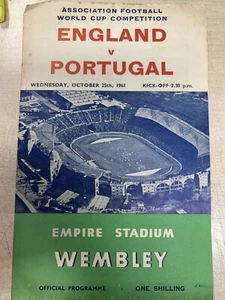 ASSOCIATION FOOTBALL
WORLD CUP COMPETITION
ENGLAND
v
PORTUGAL
WEDNESDAY, OCTOBER 25th, 1961 KICK-OFF 2.30 p.m.
EMPIRE STADIUM
WEMBLEY
OFFICIAL PROGRAMME ONE SHILLING